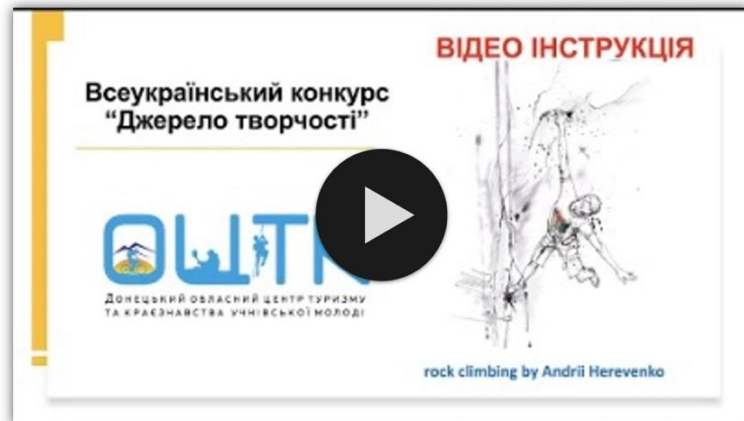 ВІДЕО ІНСТРУКЦІЯ
Всеукраїнський конкурс
“Джерело творчості”
ОЦТК
Донецький обласний центр туризму
та краєзнавства учнівської молоді
rock climbing by Andrii Herevenko